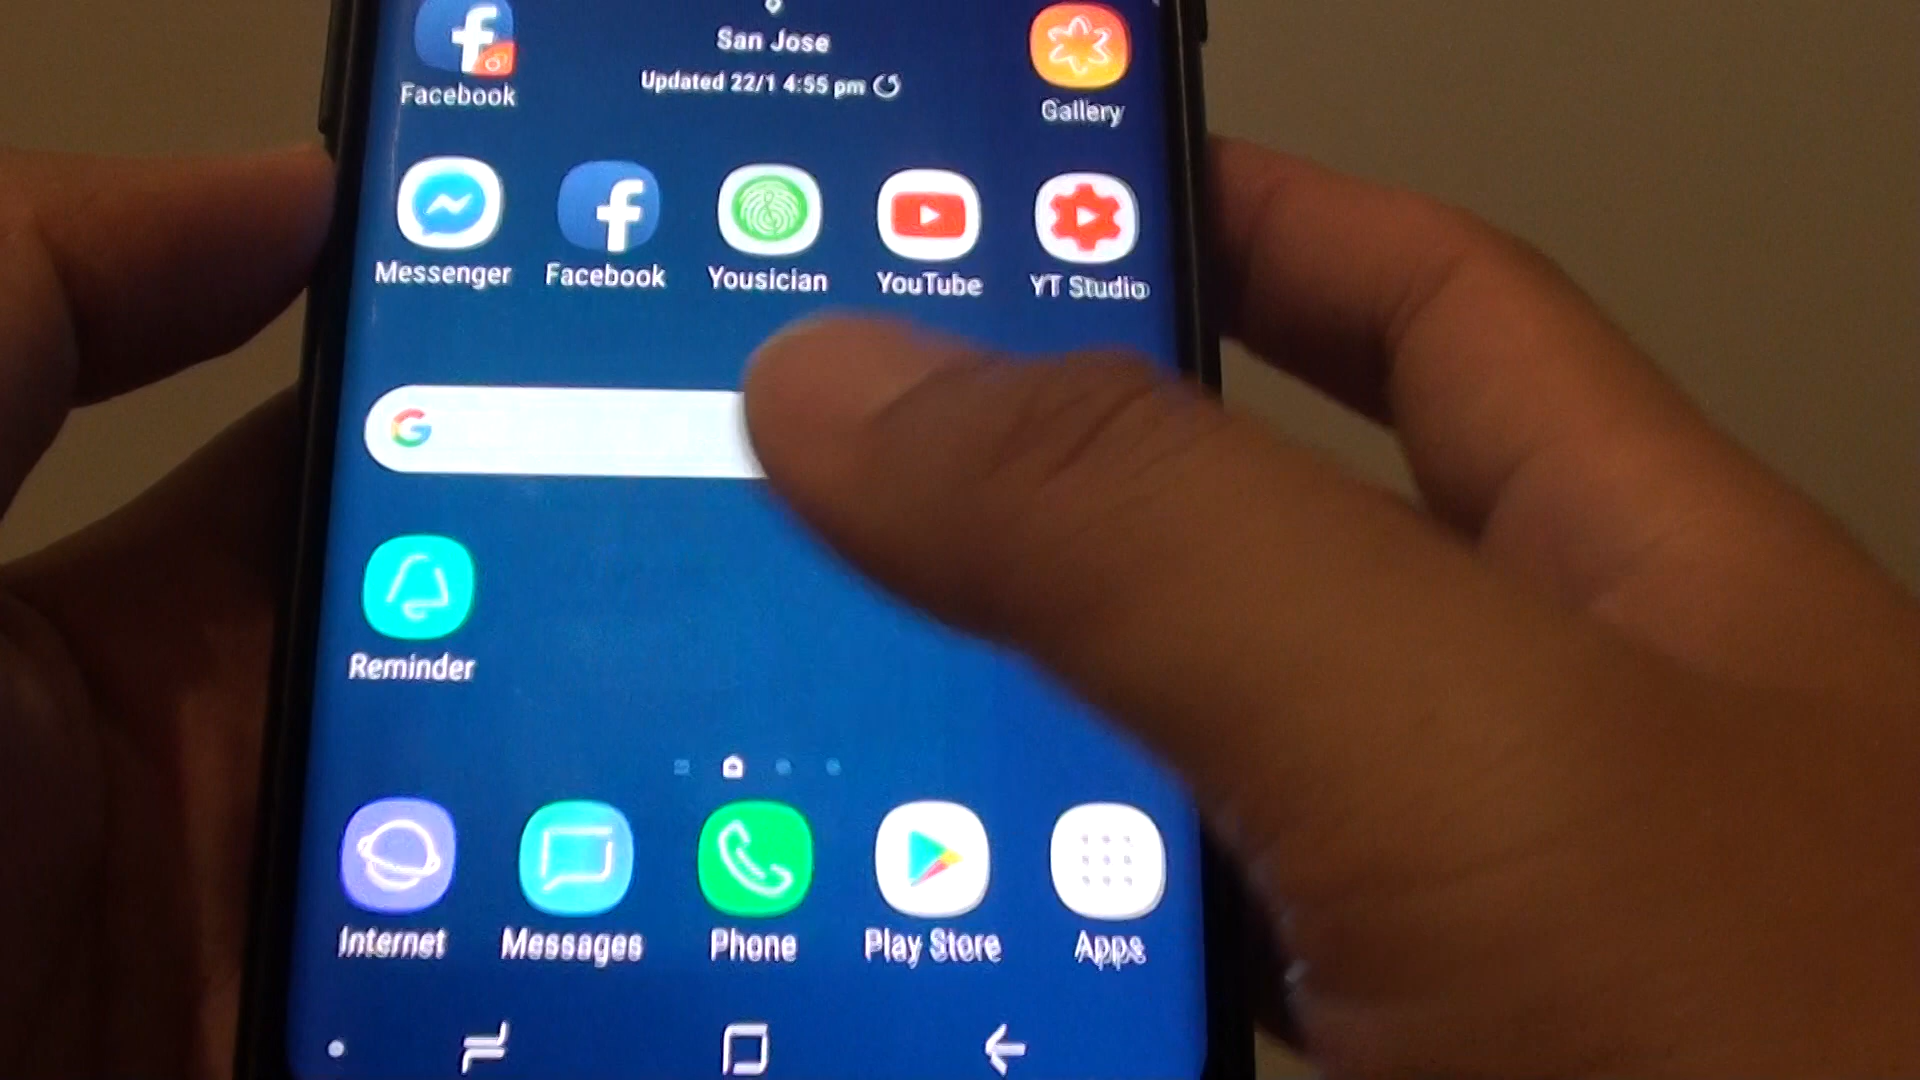 San Jose
Updated 22/1 4:55 pm
Facebook
Gallery
Messenger
Facebook
Yousician
YouTube
YT Studio
G
Reminder
Internet
Messages
Phone
Play Store
Apps